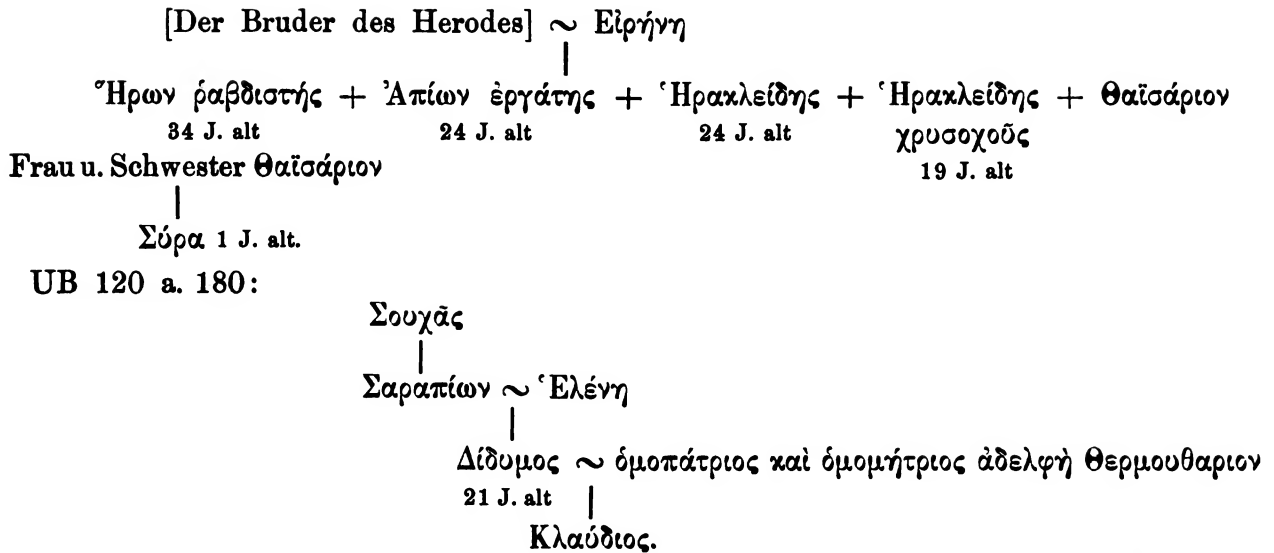 [Der Bruder des Herodes] ~ Εἰρήνη
Ἥρων ῥαβδιστής + Ἀπίων ἐργάτης + Ἡρακλείδης + Ἡρακλείδης + Θαϊσάριον
34 J. alt 24 J. alt 24 J. alt χρυσοχοῦς
Frau u. Schwester Θαϊσάριον 19 J. alt
Σύρα 1 J. alt.
UB 120 a. 180:
Σουχᾶς
Σαραπίων ~ Ἑλένη
Δίδυμος ~ ὁμοπάτριος καὶ ὁμομήτριος ἀδελφὴ Θερμουθαριον
21 J. alt
Κλαύδιος.